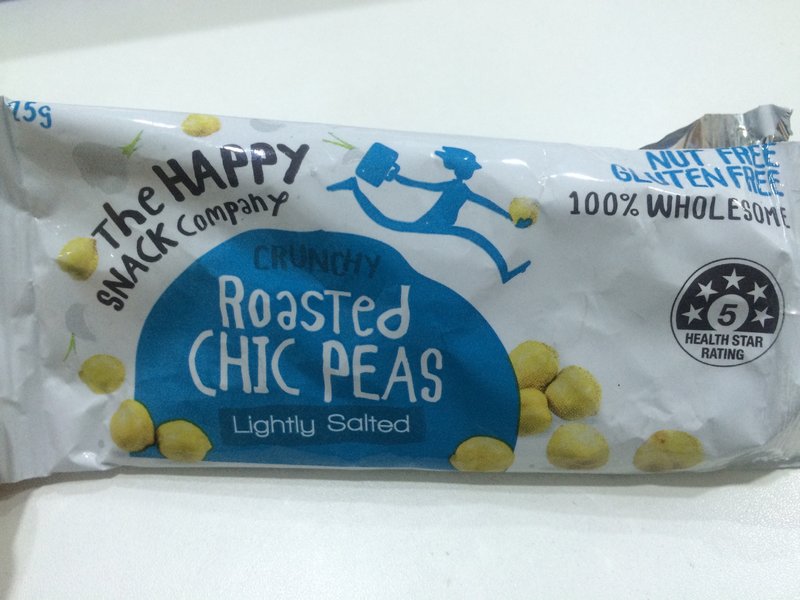 The HAPPY
SNACK Company
CRUNCHY
Roasted
CHIC PEAS
Lightly Salted
NUT FREE
GLUTEN FREE
100% WHOLESOME
5
HEALTH STAR
RATING